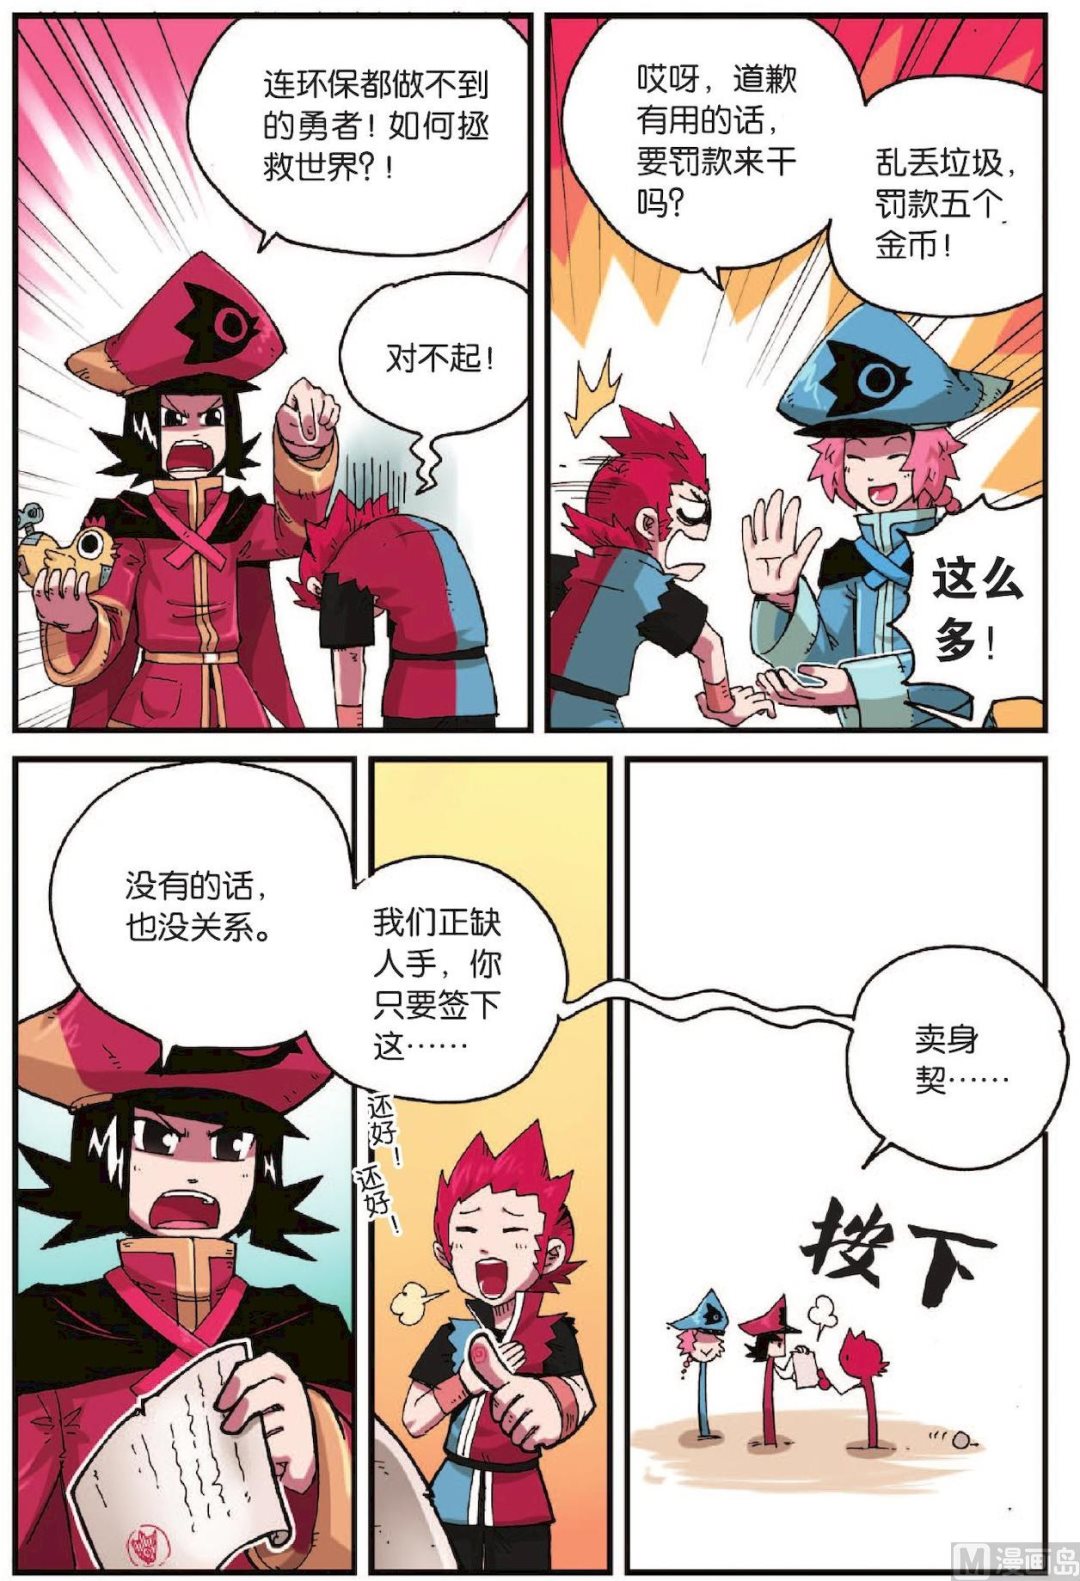 连环保都做不到
的勇者！如何拯
救世界？！
对不起！
哎呀，道歉
有用的话，
要罚款来干
吗？
乱丢垃圾，
罚款五个
金币！
这么
多！
没有的话，
也没关系。
我们正缺
人手，你
只要签下
这……
还好！
还好！
卖身
契……
按下
漫画岛